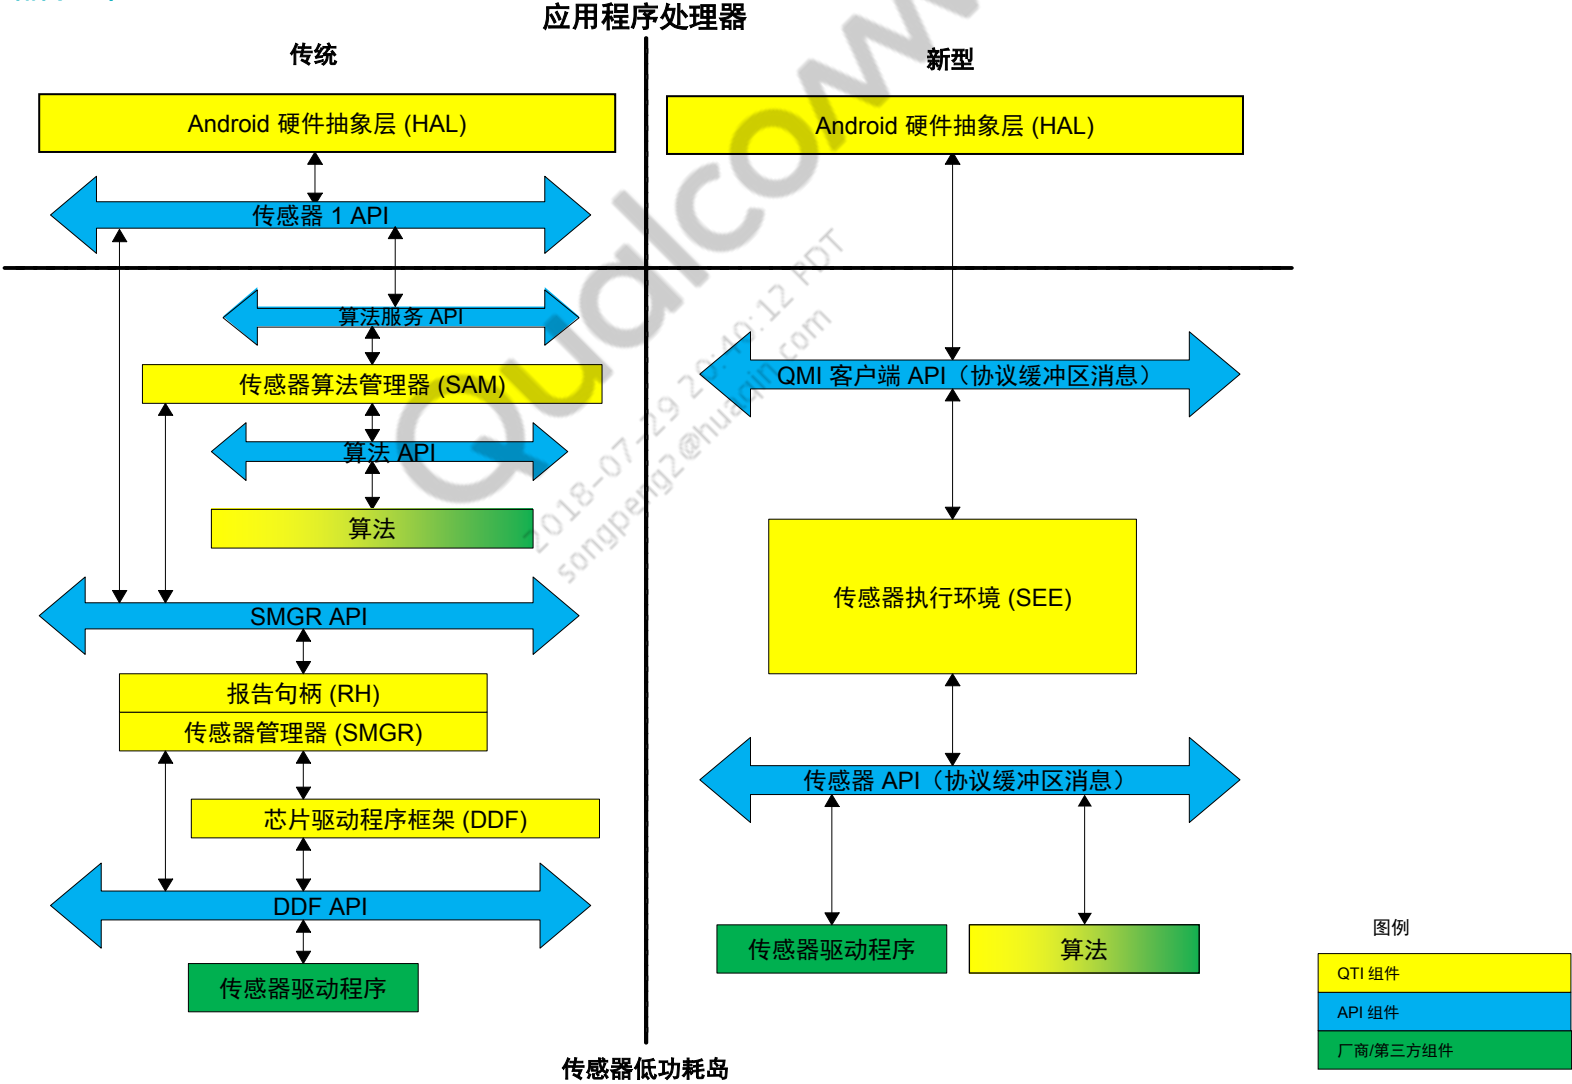 应用程序处理器
传统
新型
Android 硬件抽象层 (HAL)
Android 硬件抽象层 (HAL)
传感器 1 API
算法服务 API
传感器算法管理器 (SAM)
QMI 客户端 API（协议缓冲区消息）
算法 API
算法
传感器执行环境 (SEE)
SMGR API
报告句柄 (RH)
传感器管理器 (SMGR)
传感器 API（协议缓冲区消息）
芯片驱动程序框架 (DDF)
DDF API
传感器驱动程序
算法
传感器驱动程序
传感器低功耗岛
图例
QTI 组件
API 组件
厂商/第三方组件
Qualcomm
2018-07-29 20:10:12 PDT
songpeng2@huaqin.com